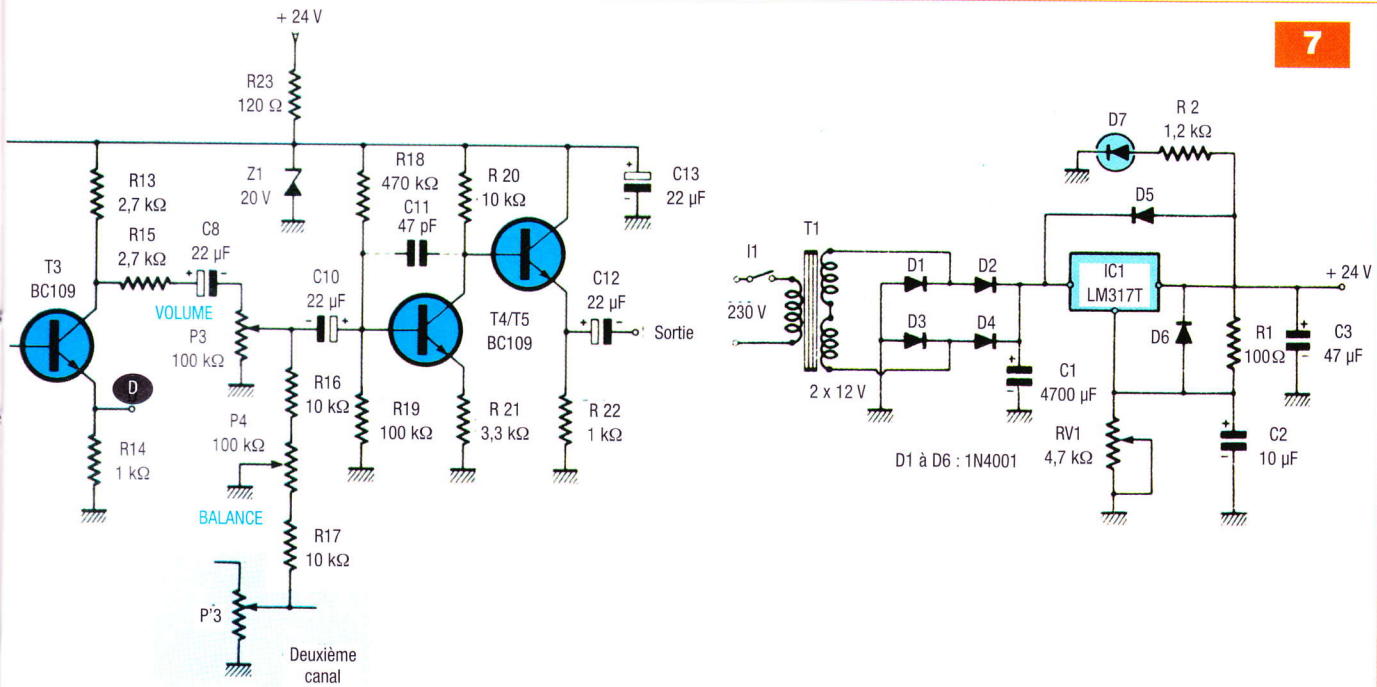 7
+ 24 V
R23
120 Ω
R13
2,7 kΩ
R15
2,7 kΩ
C8
22 µF
+
-
T3
BC109
VOLUME
P3
100 kΩ
D
R14
1 kΩ
Z1
20 V
C10
22 µF
-
+
R16
10 kΩ
P4
100 kΩ
BALANCE
R17
10 kΩ
P'3
Deuxième
canal
R18
470 kΩ
C11
47 pF
R 20
10 kΩ
R19
100 kΩ
R 21
3,3 kΩ
T4/T5
BC109
R 22
1 kΩ
C12
22 µF
+
-
Sortie
+
-
C13
22 µF
I1
230 V
T1
2 x 12 V
D1
D2
D3
D4
+
-
C1
4700 µF
D1 à D6 : 1N4001
D7
R 2
1,2 kΩ
D5
IC1
LM317T
+ 24 V
D6
R1
100Ω
+
-
C3
47 µF
RV1
4,7 kΩ
+
-
C2
10 µF